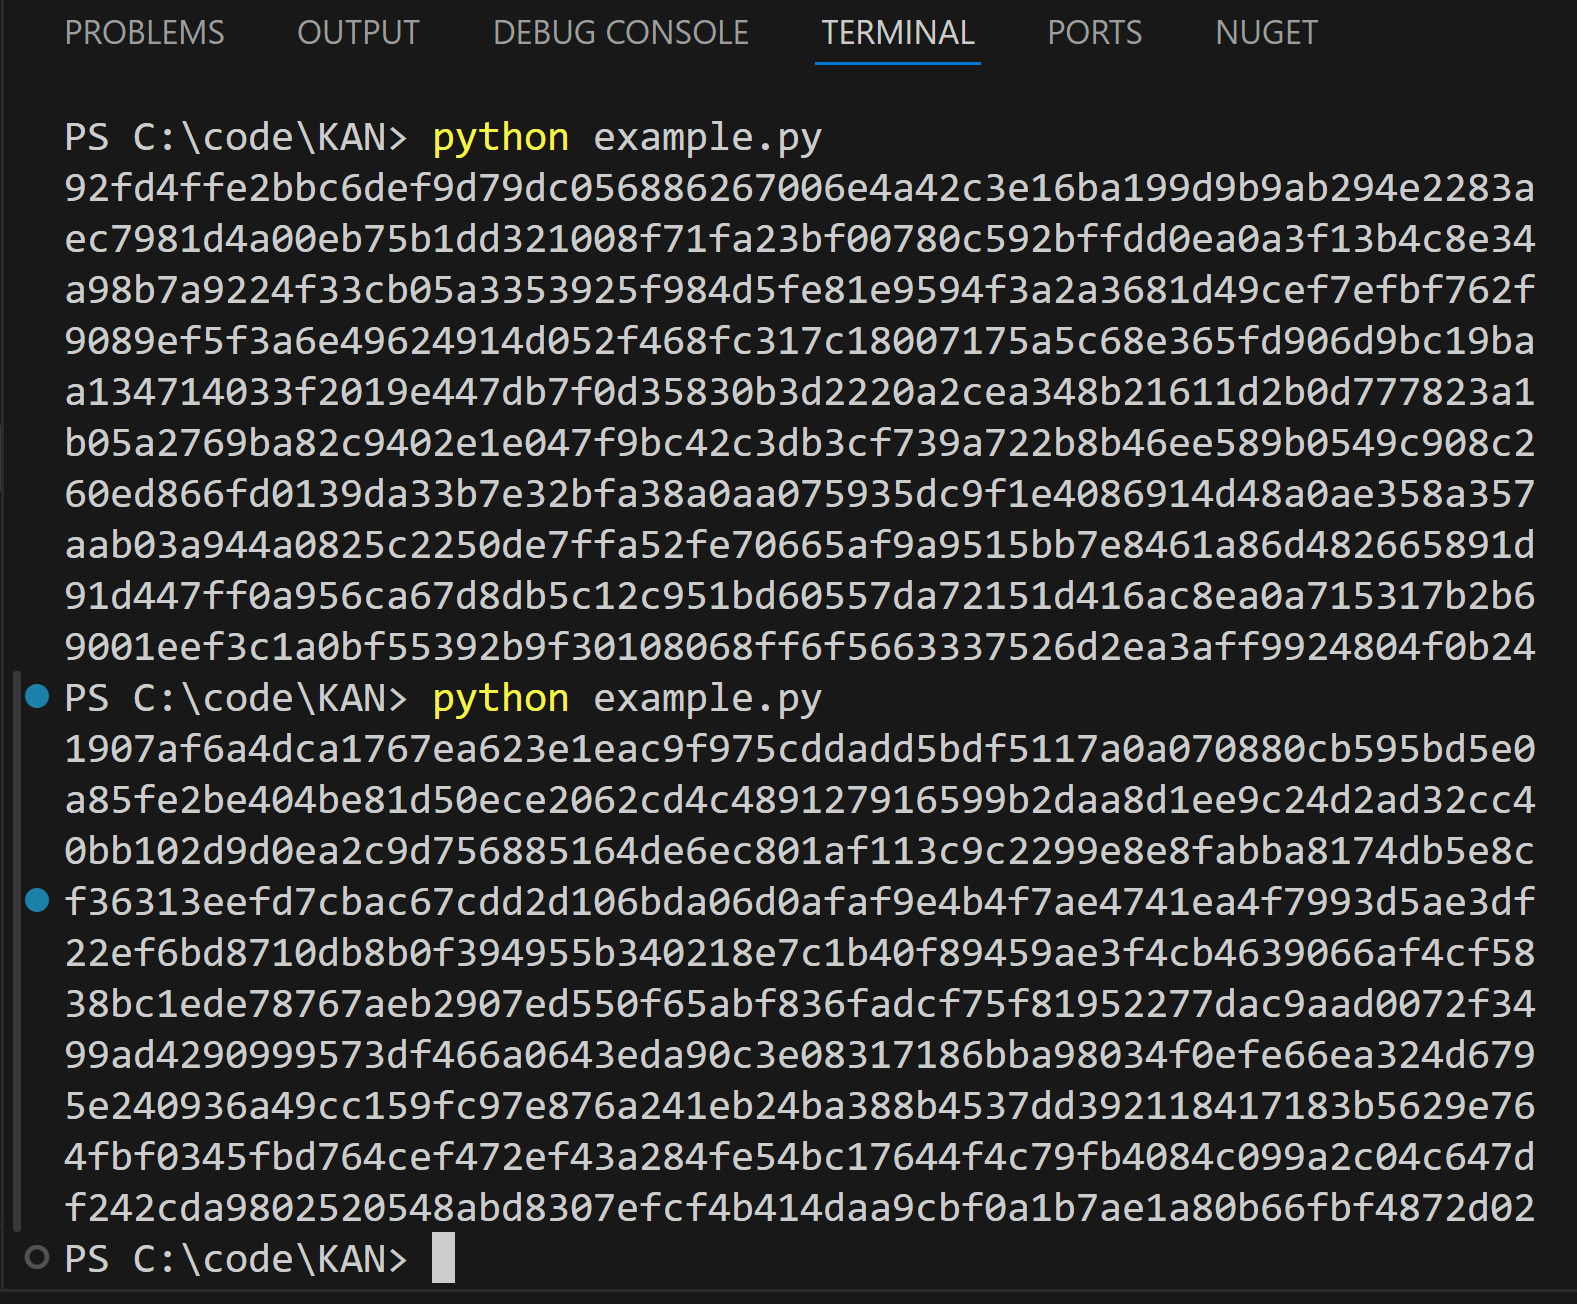 PROBLEMS OUTPUT DEBUG CONSOLE TERMINAL PORTS NUGET
PS C:\code\KAN> python example.py
92fd4ffe2bbc6def9d79dc056886267006e4a42c3e16ba199d9b9ab294e2283a
ec7981d4a00eb75b1dd321008f71fa23bf00780c592bffdd0ea0a3f13b4c8e34
a98b7a9224f33cb05a3353925f984d5fe81e9594f3a2a3681d49cef7efbf762f
9089ef5f3a6e49624914d052f468fc317c18007175a5c68e365fd906d9bc19ba
a134714033f2019e447db7f0d35830b3d2220a2cea348b21611d2b0d777823a1
b05a2769ba82c9402e1e047f9bc42c3db3cf739a722b8b46ee589b0549c908c2
60ed866fd0139da33b7e32bfa38a0aa075935dc9f1e4086914d48a0ae358a357
aab03a944a0825c2250de7ffa52fe70665af9a9515bb7e8461a86d482665891d
91d447ff0a956ca67d8db5c12c951bd60557da72151d416ac8ea0a715317b2b6
9001eef3c1a0bf55392b9f30108068ff6f5663337526d2ea3aff9924804f0b24
PS C:\code\KAN> python example.py
1907af6a4dca1767ea623e1eac9f975cddadd5bdf5117a0a070880cb595bd5e0
a85fe2be404be81d50ece2062cd4c489127916599b2daa8d1ee9c24d2ad32cc4
0bb102d9d0ea2c9d756885164de6ec801af113c9c2299e8e8fabba8174db5e8c
f36313eefd7cbac67cdd2d106bda06d0afaf9e4b4f7ae4741ea4f7993d5ae3df
22ef6bd8710db8b0f394955b340218e7c1b40f89459ae3f4cb4639066af4cf58
38bc1ede78767aeb2907ed550f65abf836fadcf75f81952277dac9aad0072f34
99ad4290999573df466a0643eda90c3e08317186bba98034f0efe66ea324d679
5e240936a49cc159fc97e876a241eb24ba388b4537dd392118417183b5629e76
4fbf0345fbd764cef472ef43a284fe54bc17644f4c79fb4084c099a2c04c647d
f242cda9802520548abd8307efcf4b414daa9cbf0a1b7ae1a80b66fbf4872d02
PS C:\code\KAN>